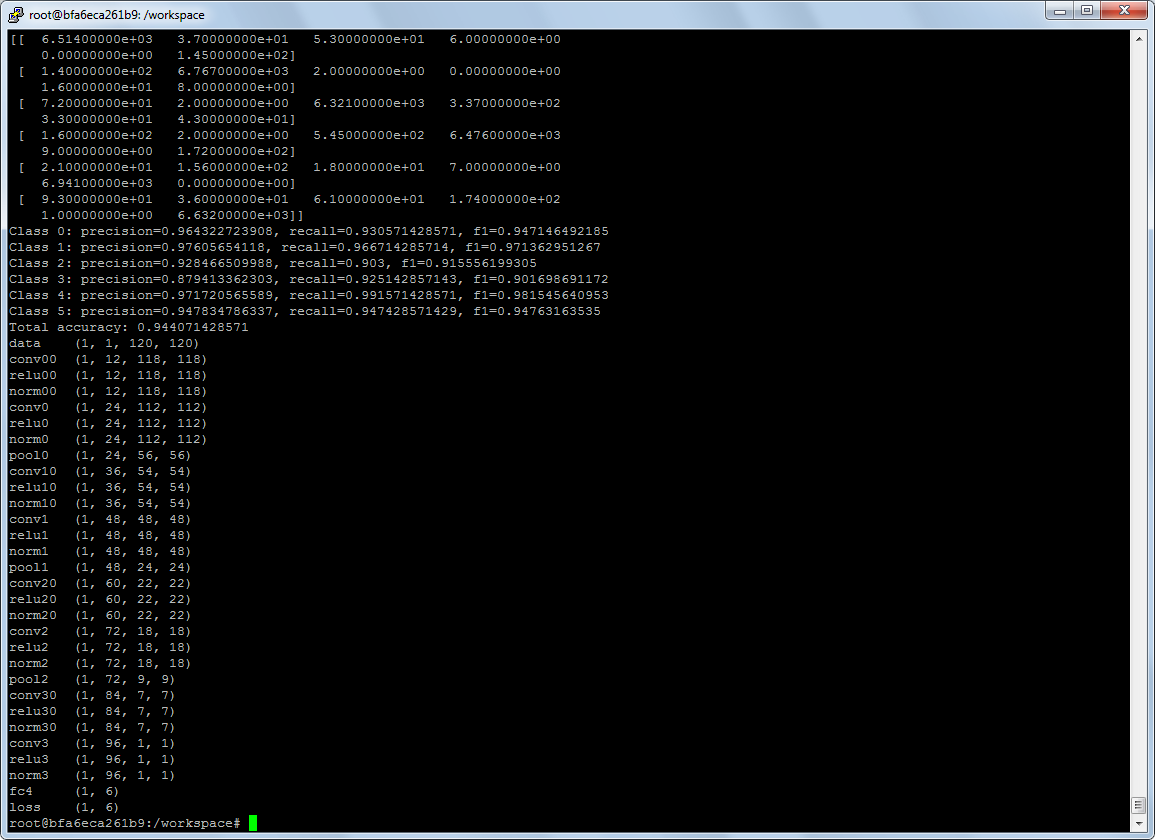 root@bfa6eca261b9: /workspace
[[  6.51400000e+03   3.70000000e+01   5.30000000e+01   6.00000000e+00
    0.00000000e+00   1.45000000e+02]
 [  1.40000000e+02   6.76700000e+03   2.00000000e+00   0.00000000e+00
    1.60000000e+01   8.00000000e+00]
 [  7.20000000e+01   2.00000000e+00   6.32100000e+03   3.37000000e+02
    3.30000000e+01   4.30000000e+01]
 [  1.60000000e+02   2.00000000e+00   5.45000000e+02   6.47600000e+03
    9.00000000e+00   1.72000000e+02]
 [  2.10000000e+01   1.56000000e+02   1.80000000e+01   7.00000000e+00
    6.94100000e+03   0.00000000e+00]
 [  9.30000000e+01   3.60000000e+01   6.10000000e+01   1.74000000e+02
    1.00000000e+00   6.63200000e+03]]
Class 0: precision=0.964322723908, recall=0.930571428571, f1=0.947146492185
Class 1: precision=0.97605654118, recall=0.966714285714, f1=0.971362951267
Class 2: precision=0.928466509988, recall=0.903, f1=0.915556199305
Class 3: precision=0.879413362303, recall=0.925142857143, f1=0.901698691172
Class 4: precision=0.971720565589, recall=0.991571428571, f1=0.981545640953
Class 5: precision=0.947834786337, recall=0.947428571429, f1=0.94763163535
Total accuracy: 0.944071428571
data    (1, 1, 120, 120)
conv00  (1, 12, 118, 118)
relu00  (1, 12, 118, 118)
norm00  (1, 12, 118, 118)
conv0   (1, 24, 112, 112)
relu0   (1, 24, 112, 112)
norm0   (1, 24, 112, 112)
pool0   (1, 24, 56, 56)
conv10  (1, 36, 54, 54)
relu10  (1, 36, 54, 54)
norm10  (1, 36, 54, 54)
conv1   (1, 48, 48, 48)
relu1   (1, 48, 48, 48)
norm1   (1, 48, 48, 48)
pool1   (1, 48, 24, 24)
conv20  (1, 60, 22, 22)
relu20  (1, 60, 22, 22)
norm20  (1, 60, 22, 22)
conv2   (1, 72, 18, 18)
relu2   (1, 72, 18, 18)
norm2   (1, 72, 18, 18)
pool2   (1, 72, 9, 9)
conv30  (1, 84, 7, 7)
relu30  (1, 84, 7, 7)
norm30  (1, 84, 7, 7)
conv3   (1, 96, 1, 1)
relu3   (1, 96, 1, 1)
norm3   (1, 96, 1, 1)
fc4     (1, 6)
loss    (1, 6)
root@bfa6eca261b9:/workspace#